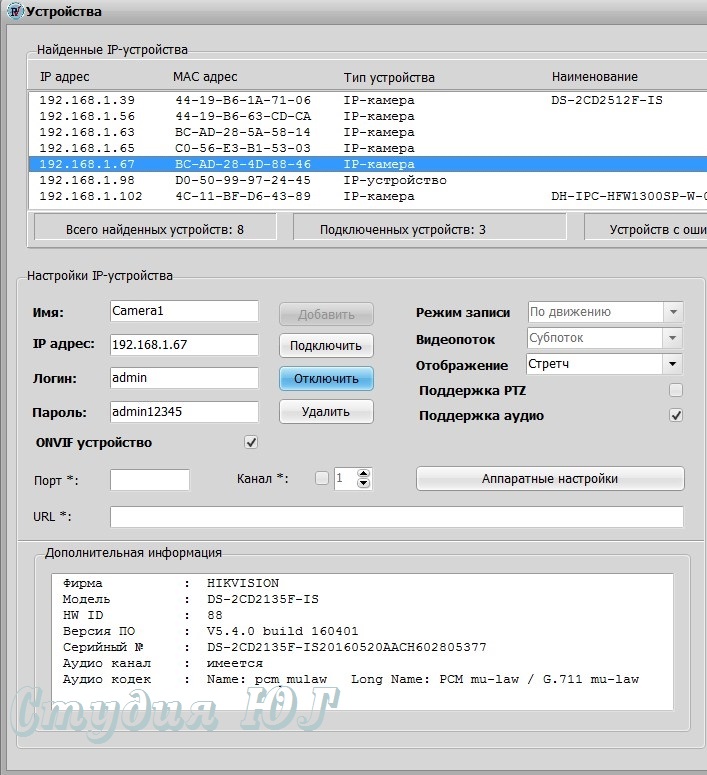 Устройства
Найденные IP-устройства
IP адрес MAC адрес Тип устройства Наименование
192.168.1.39 44-19-B6-1A-71-06 IP-камера DS-2CD2512F-IS
192.168.1.56 44-19-B6-63-CD-CA IP-камера
192.168.1.63 BC-AD-28-5A-58-14 IP-камера
192.168.1.65 C0-56-E3-B1-53-03 IP-камера
192.168.1.67 BC-AD-28-4D-88-46 IP-камера
192.168.1.98 D0-50-99-97-24-45 IP-устройство
192.168.1.102 4C-11-BF-D6-43-89 IP-камера DH-IPC-HFW1300SP-W-0
Всего найденных устройств: 8 Подключенных устройств: 3 Устройств с оши
Настройки IP-устройства
Имя: Camera1 Добавить Режим записи По движению
IP адрес: 192.168.1.67 Подключить Видеопоток Субпоток
Логин: admin Отключить Отображение Стретч
Пароль: admin12345 Удалить Поддержка PTZ
Поддержка аудио
ONVIF устройство
Порт *: Канал *: 1 Аппаратные настройки
URL *:
Дополнительная информация
Фирма : HIKVISION
Модель : DS-2CD2135F-IS
HW ID : 88
Версия ПО : V5.4.0 build 160401
Серийный № : DS-2CD2135F-IS20160520AACH602805377
Аудио канал : имеется
Аудио кодек : Name: pcm_mulaw Long Name: PCM mu-law / G.711 mu-law
Студия ЮГ